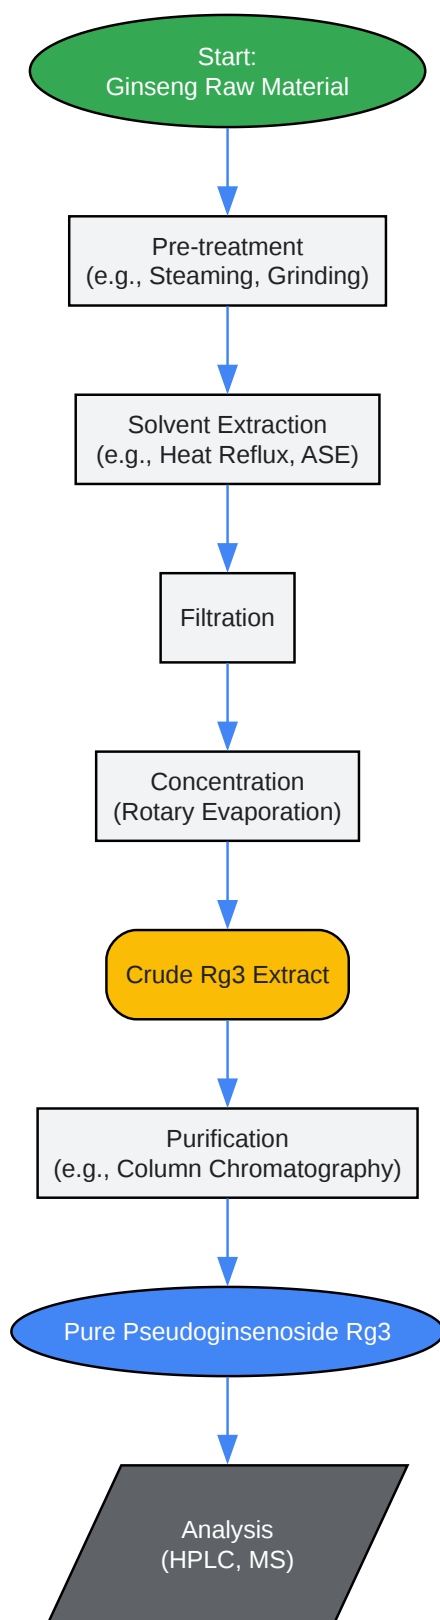 Start:
Ginseng Raw Material
Pre-treatment
(e.g., Steaming, Grinding)
Solvent Extraction
(e.g., Heat Reflux, ASE)
Filtration
Concentration
(Rotary Evaporation)
Crude Rg3 Extract
Purification
(e.g., Column Chromatography)
Pure Pseudoginsenoside Rg3
Analysis
(HPLC, MS)